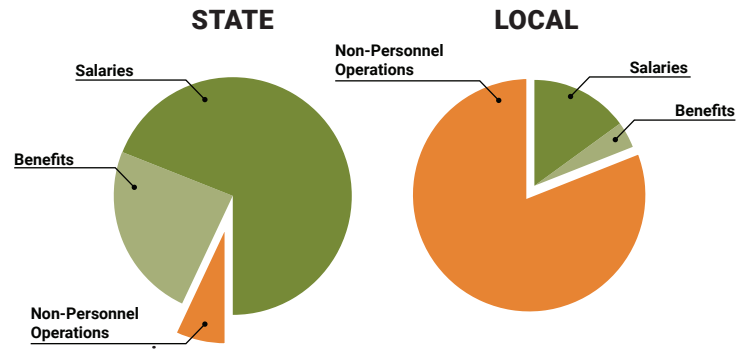 STATE
LOCAL
Salaries
Benefits
Non-Personnel
Operations
Non-Personnel
Operations
Salaries
Benefits